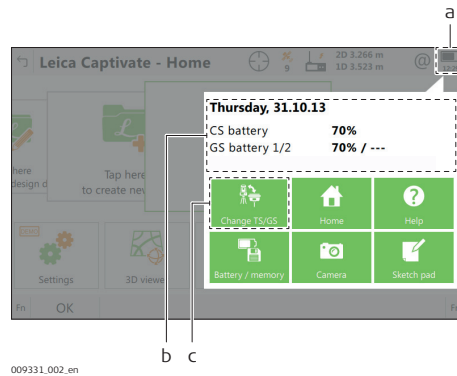 a
Leica Captivate - Home
9
2D 3.266 m
1D 3.523 m
@
Thursday, 31.10.13
CS battery 70%
GS battery 1/2 70% / ---
here
design d
Tap here
to create new
Change TS/GS
Home
Help
Battery / memory
Camera
Sketch pad
Settings
3D viewe
Fn
OK
b
c
009331_002_en